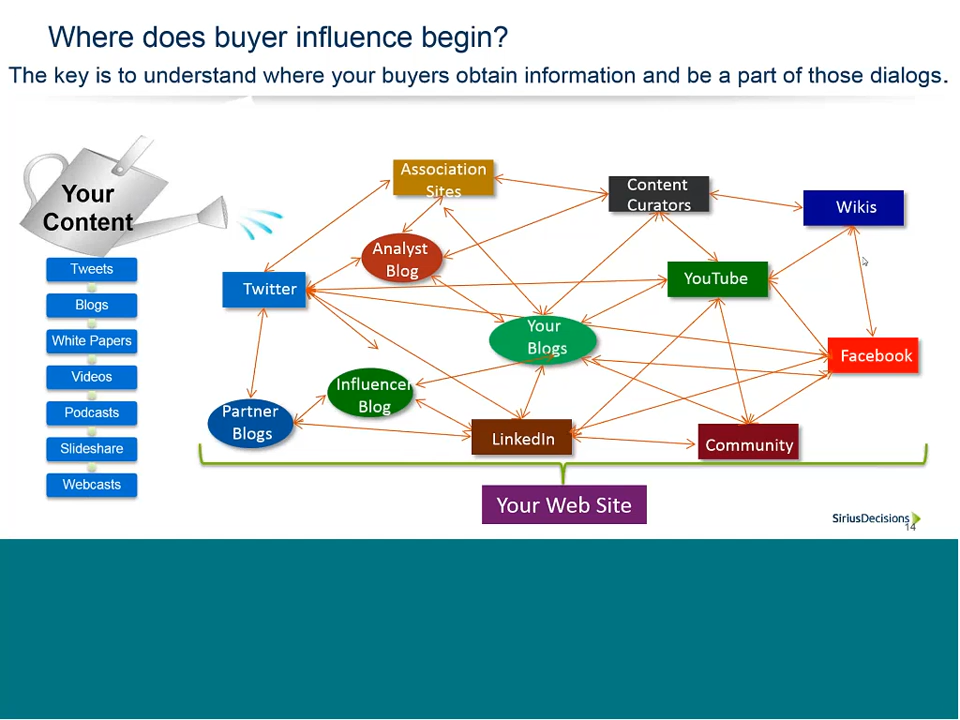 Where does buyer influence begin?
The key is to understand where your buyers obtain information and be a part of those dialogs.
Your
Content
Tweets
Blogs
White Papers
Videos
Podcasts
Slideshare
Webcasts
Association
Sites
Content
Curators
Wikis
Analyst
Blog
Twitter
YouTube
Your
Blogs
Facebook
Influencer
Blog
Partner
Blogs
LinkedIn
Community
Your Web Site
SiriusDecisions
14